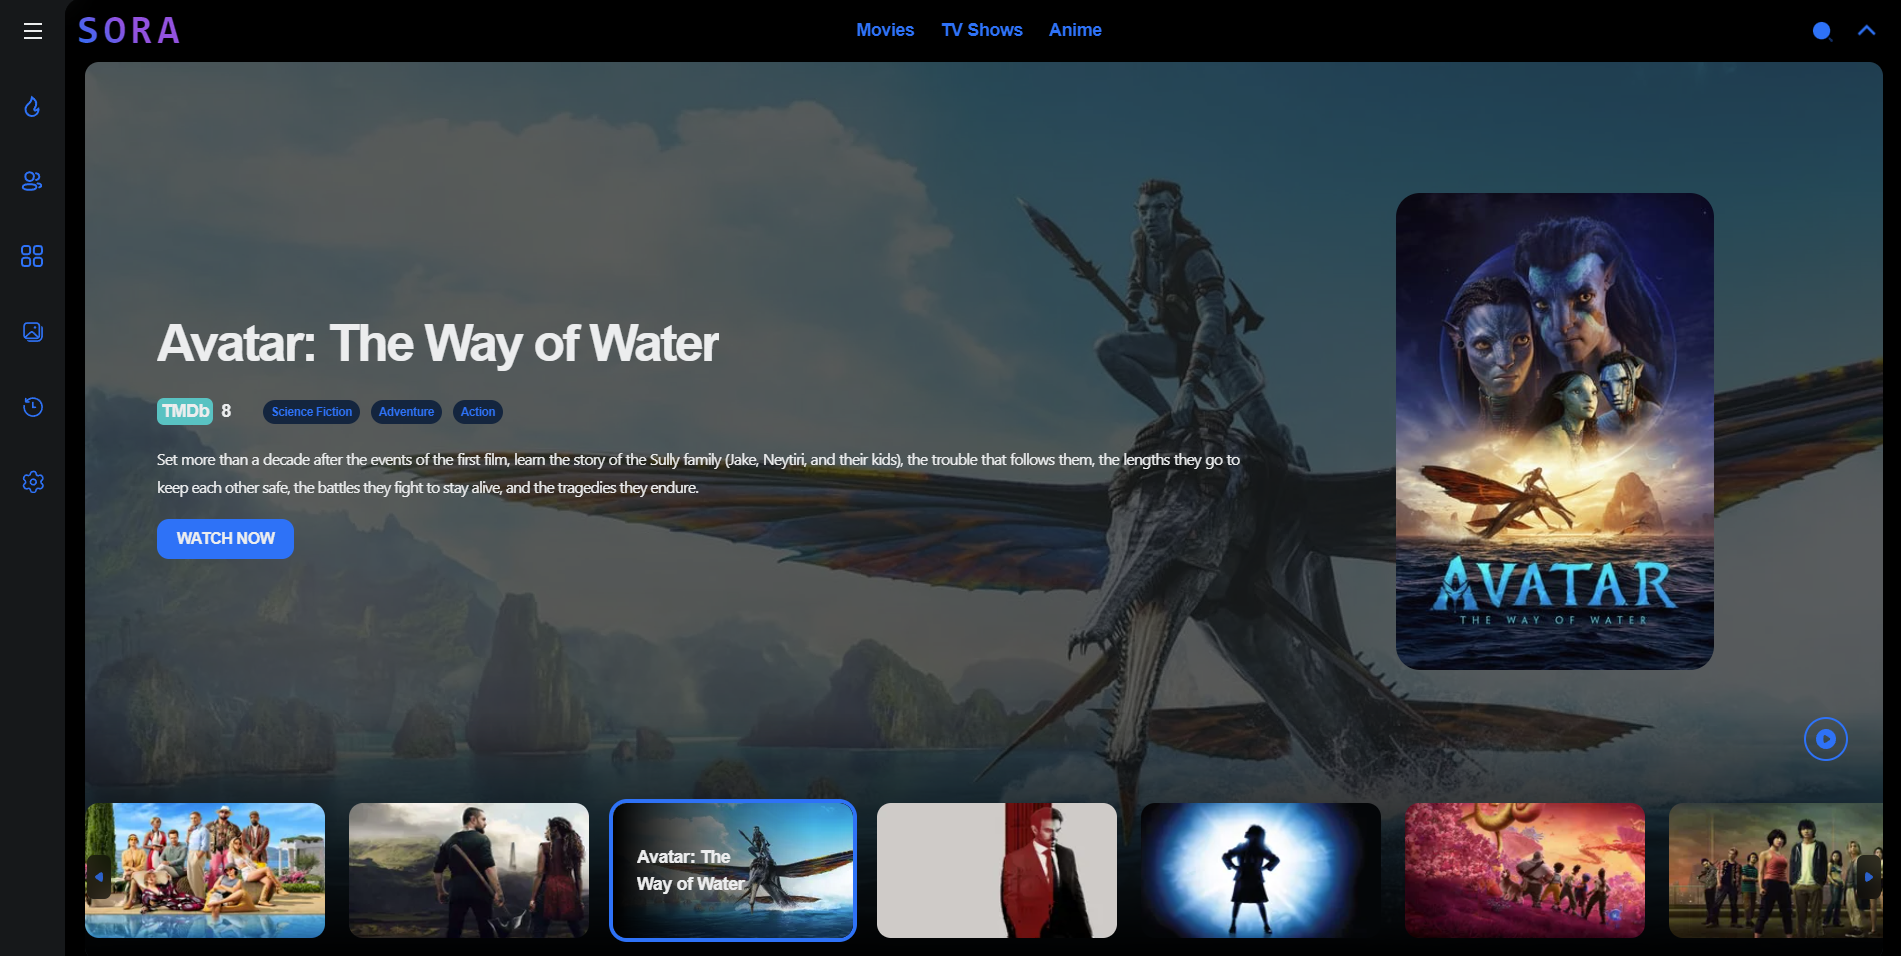 SORA
Movies
TV Shows
Anime
Avatar: The Way of Water
TMDb 8
Science Fiction
Adventure
Action
Set more than a decade after the events of the first film, learn the story of the Sully family (Jake, Neytiri, and their kids), the trouble that follows them, the lengths they go to
keep each other safe, the battles they fight to stay alive, and the tragedies they endure.
WATCH NOW
AVATAR
THE WAY OF WATER
Avatar: The
Way of Water